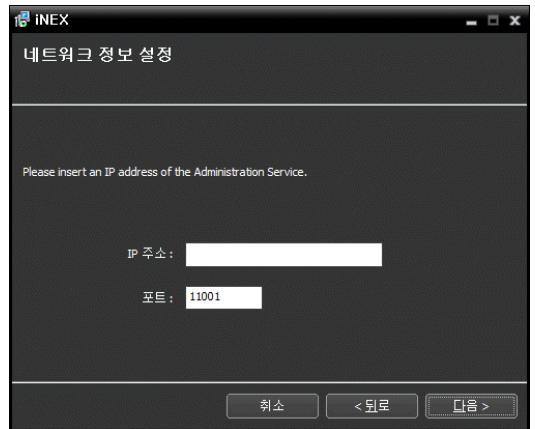 iNEX
네트워크 정보 설정
Please insert an IP address of the Administration Service.
IP 주소 :
포트 : 11001
취소
< 뒤로
다음 >